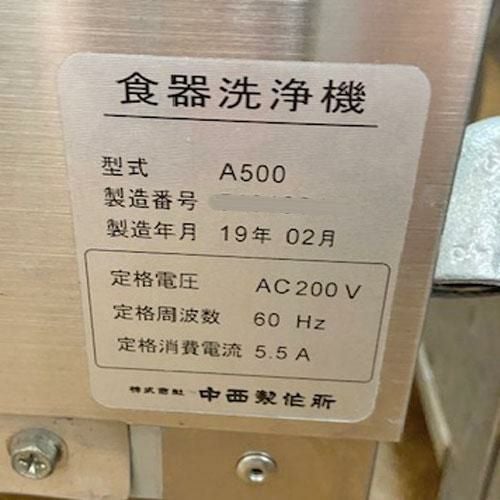 食器洗浄機
型式 A500
製造番号
製造年月 19年 02月
定格電圧 AC200V
定格周波数 60 Hz
定格消費電流 5.5A
株式会社 中西製作所